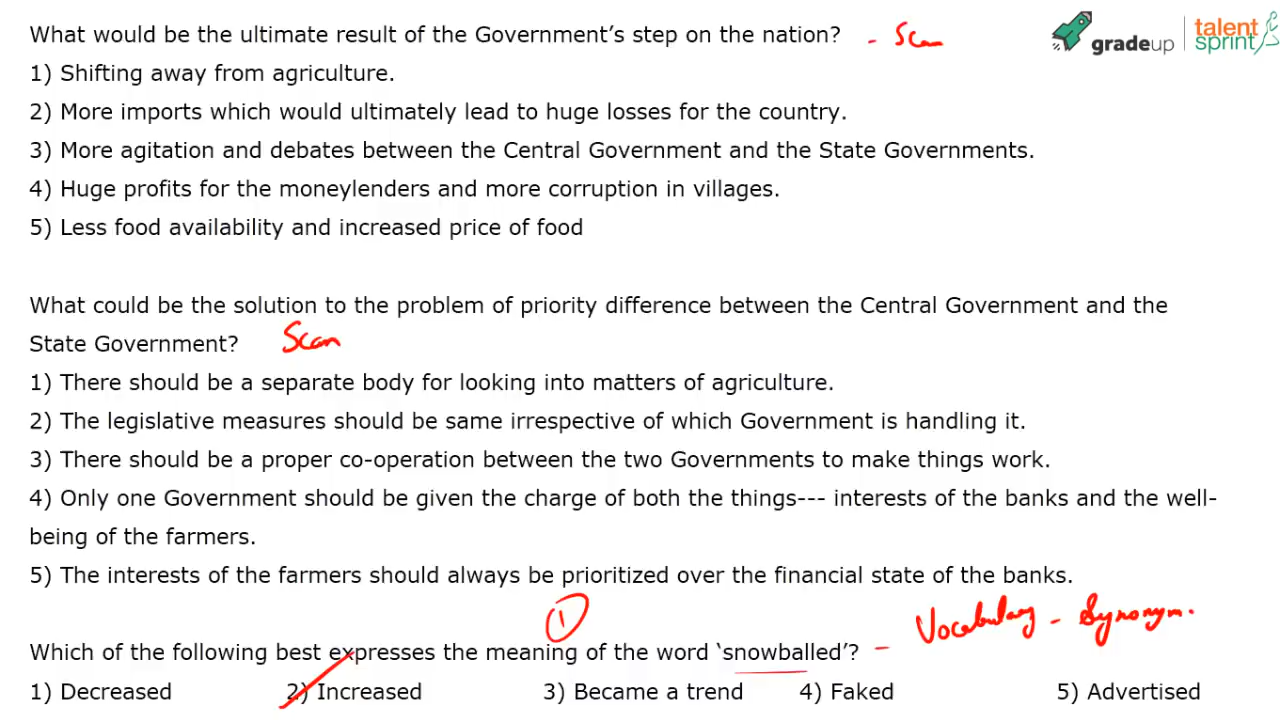 What would be the ultimate result of the Government's step on the nation? - Scan
gradeup talent sprint
1) Shifting away from agriculture.
2) More imports which would ultimately lead to huge losses for the country.
3) More agitation and debates between the Central Government and the State Governments.
4) Huge profits for the moneylenders and more corruption in villages.
5) Less food availability and increased price of food
What could be the solution to the problem of priority difference between the Central Government and the
State Government? Scan
1) There should be a separate body for looking into matters of agriculture.
2) The legislative measures should be same irrespective of which Government is handling it.
3) There should be a proper co-operation between the two Governments to make things work.
4) Only one Government should be given the charge of both the things--- interests of the banks and the well-
being of the farmers.
5) The interests of the farmers should always be prioritized over the financial state of the banks.
1
Which of the following best expresses the meaning of the word ‘snowballed’? - Vocabulary - Synonym.
1) Decreased 2) Increased 3) Became a trend 4) Faked 5) Advertised